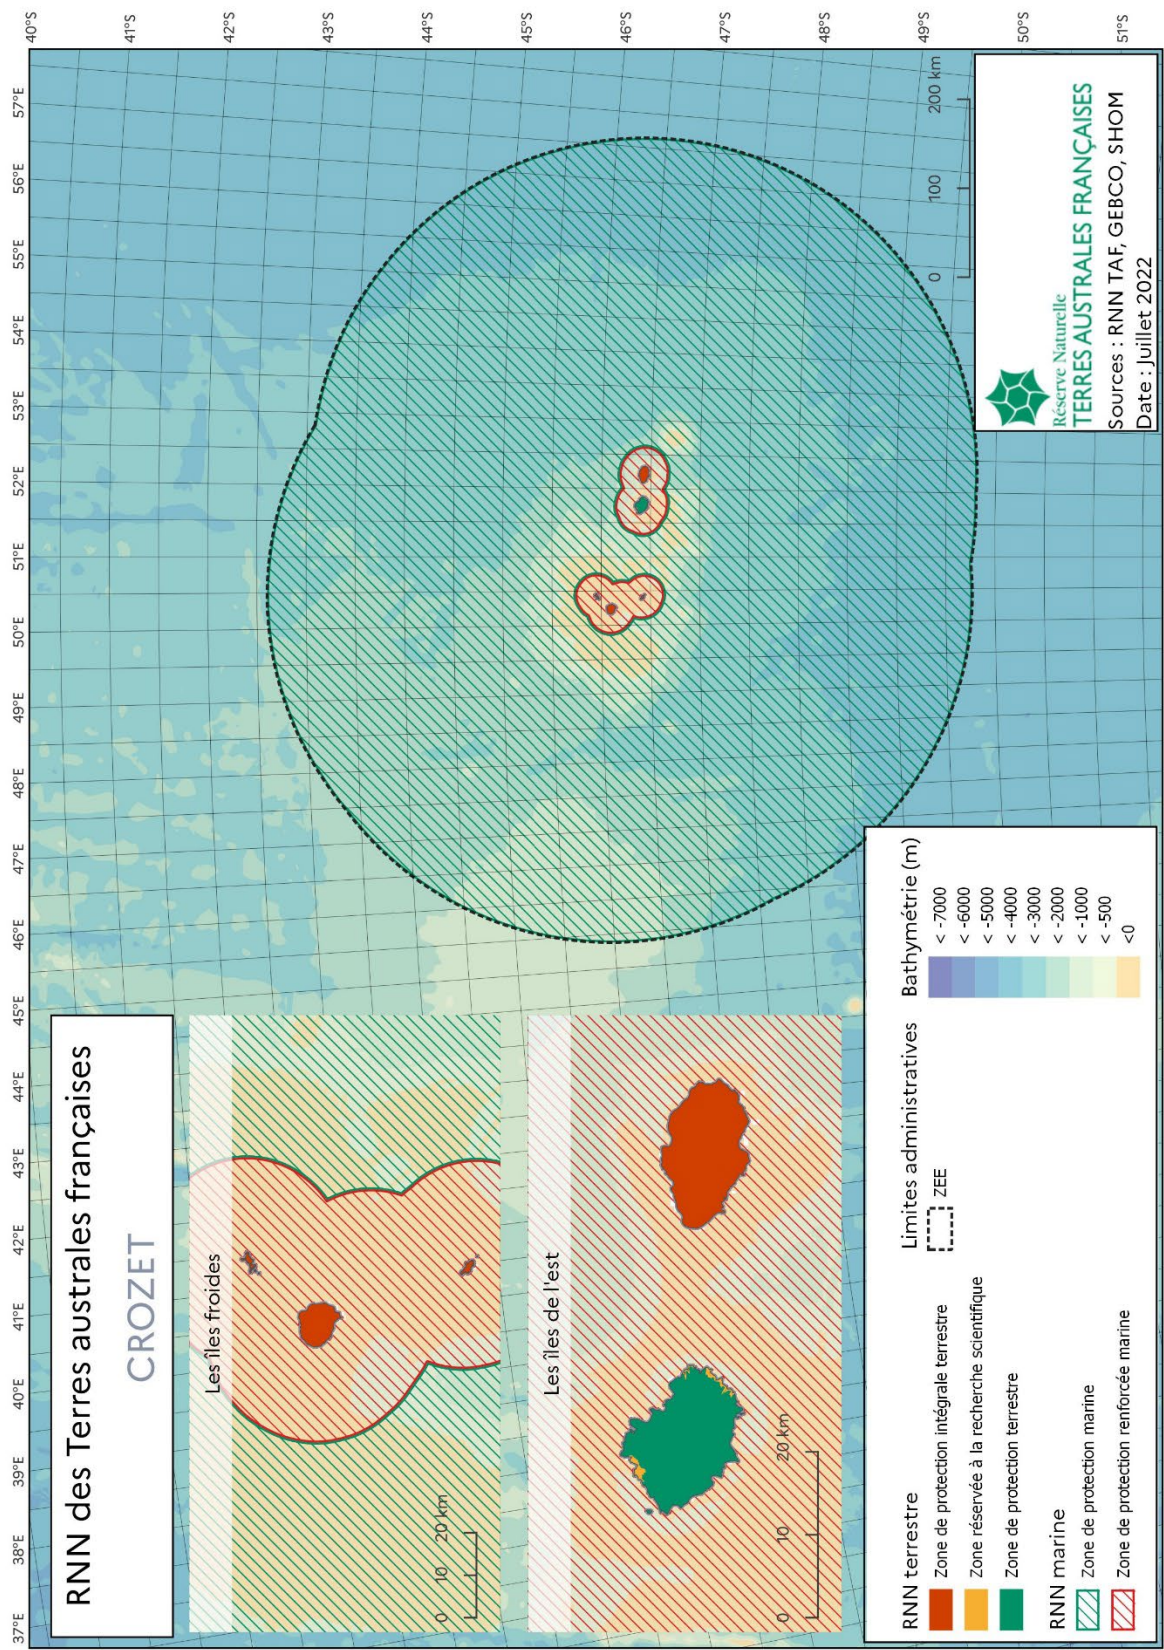 RNN des Terres australes françaises
CROZET
37°E
38°E
39°E
40°E
41°E
42°E
43°E
44°E
45°E
46°E
47°E
48°E
49°E
50°E
51°E
52°E
53°E
54°E
55°E
56°E
57°E
40°S
41°S
42°S
43°S
44°S
45°S
46°S
47°S
48°S
49°S
50°S
51°S
Les îles froides
0 10 20 km
Les îles de l'est
0 10 20 km
RNN terrestre
Zone de protection intégrale terrestre
Zone réservée à la recherche scientifique
Zone de protection terrestre
RNN marine
Zone de protection marine
Zone de protection renforcée marine
Limites administratives
ZEE
Bathymétrie (m)
< -7000
< -6000
< -5000
< -4000
< -3000
< -2000
< -1000
< -500
<0
0 100 200 km
Réserve Naturelle
TERRES AUSTRALES FRANÇAISES
Sources : RNN TAF, GEBCO, SHOM
Date : Juillet 2022